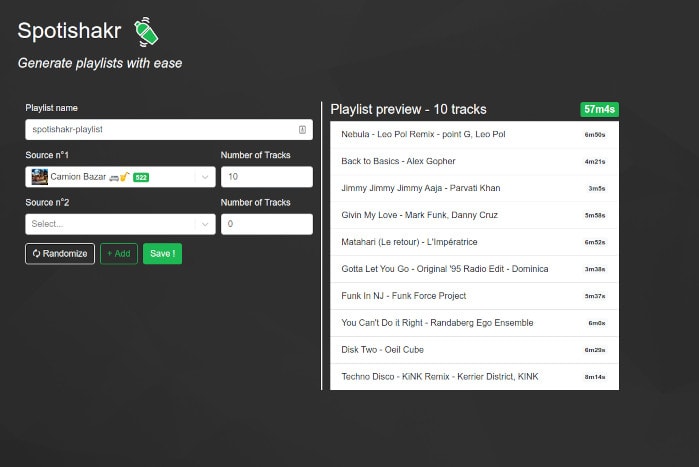 Spotishakr
Generate playlists with ease
Playlist name
spotishakr-playlist
Source n°1
Number of Tracks
Camion Bazar 🚐🎷 522
10
Source n°2
Number of Tracks
Select...
0
Randomize
+ Add
Save !
Playlist preview - 10 tracks
57m4s
Nebula - Leo Pol Remix - point G, Leo Pol 6m50s
Back to Basics - Alex Gopher 4m21s
Jimmy Jimmy Jimmy Aaja - Parvati Khan 3m5s
Givin My Love - Mark Funk, Danny Cruz 5m58s
Matahari (Le retour) - L'Impératrice 6m52s
Gotta Let You Go - Original '95 Radio Edit - Dominica 3m38s
Funk In NJ - Funk Force Project 5m37s
You Can't Do it Right - Randaberg Ego Ensemble 6m0s
Disk Two - Oeil Cube 6m29s
Techno Disco - KiNK Remix - Kerrier District, KINK 8m14s